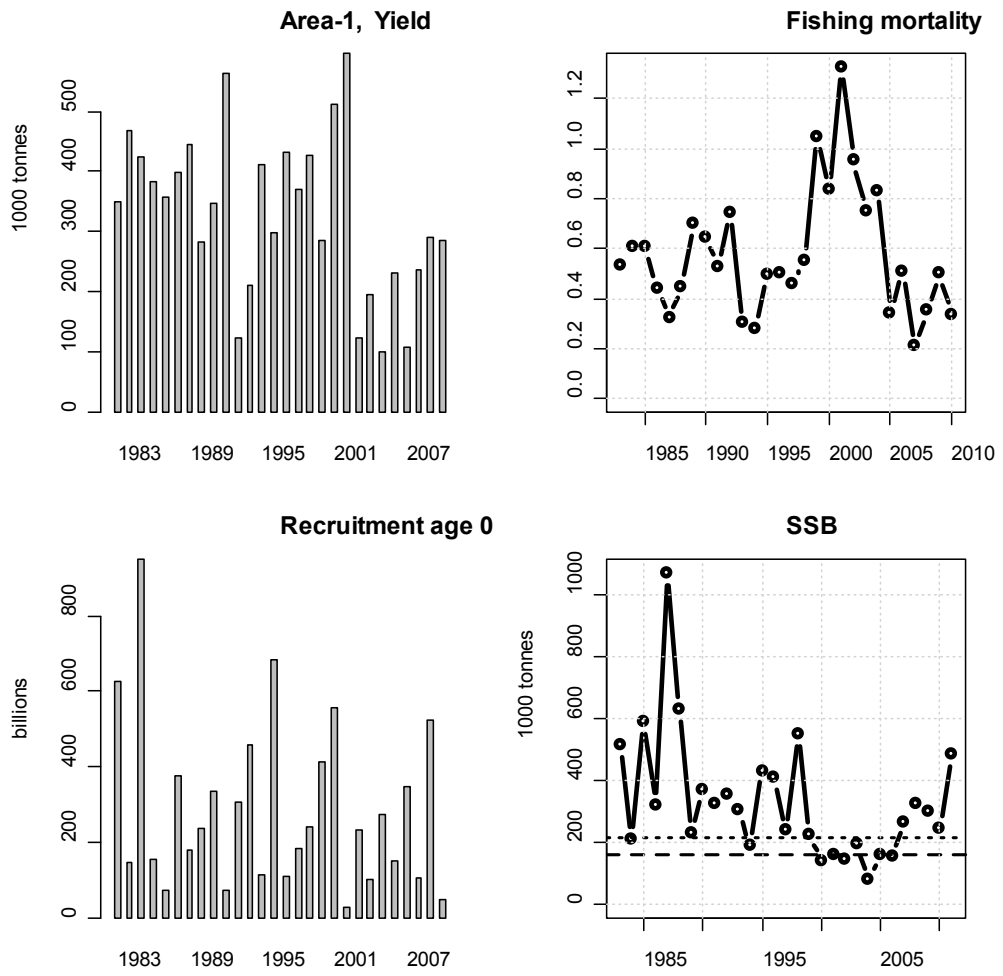 Area-1, Yield
1000 tonnes
0 100 200 300 400 500
1983 1989 1995 2001 2007
Fishing mortality
0.0 0.2 0.4 0.6 0.8 1.0 1.2
1985 1990 1995 2000 2005 2010
Recruitment age 0
billions
0 200 400 600 800
1983 1989 1995 2001 2007
SSB
1000 tonnes
0 200 400 600 800 1000
1985 1995 2005